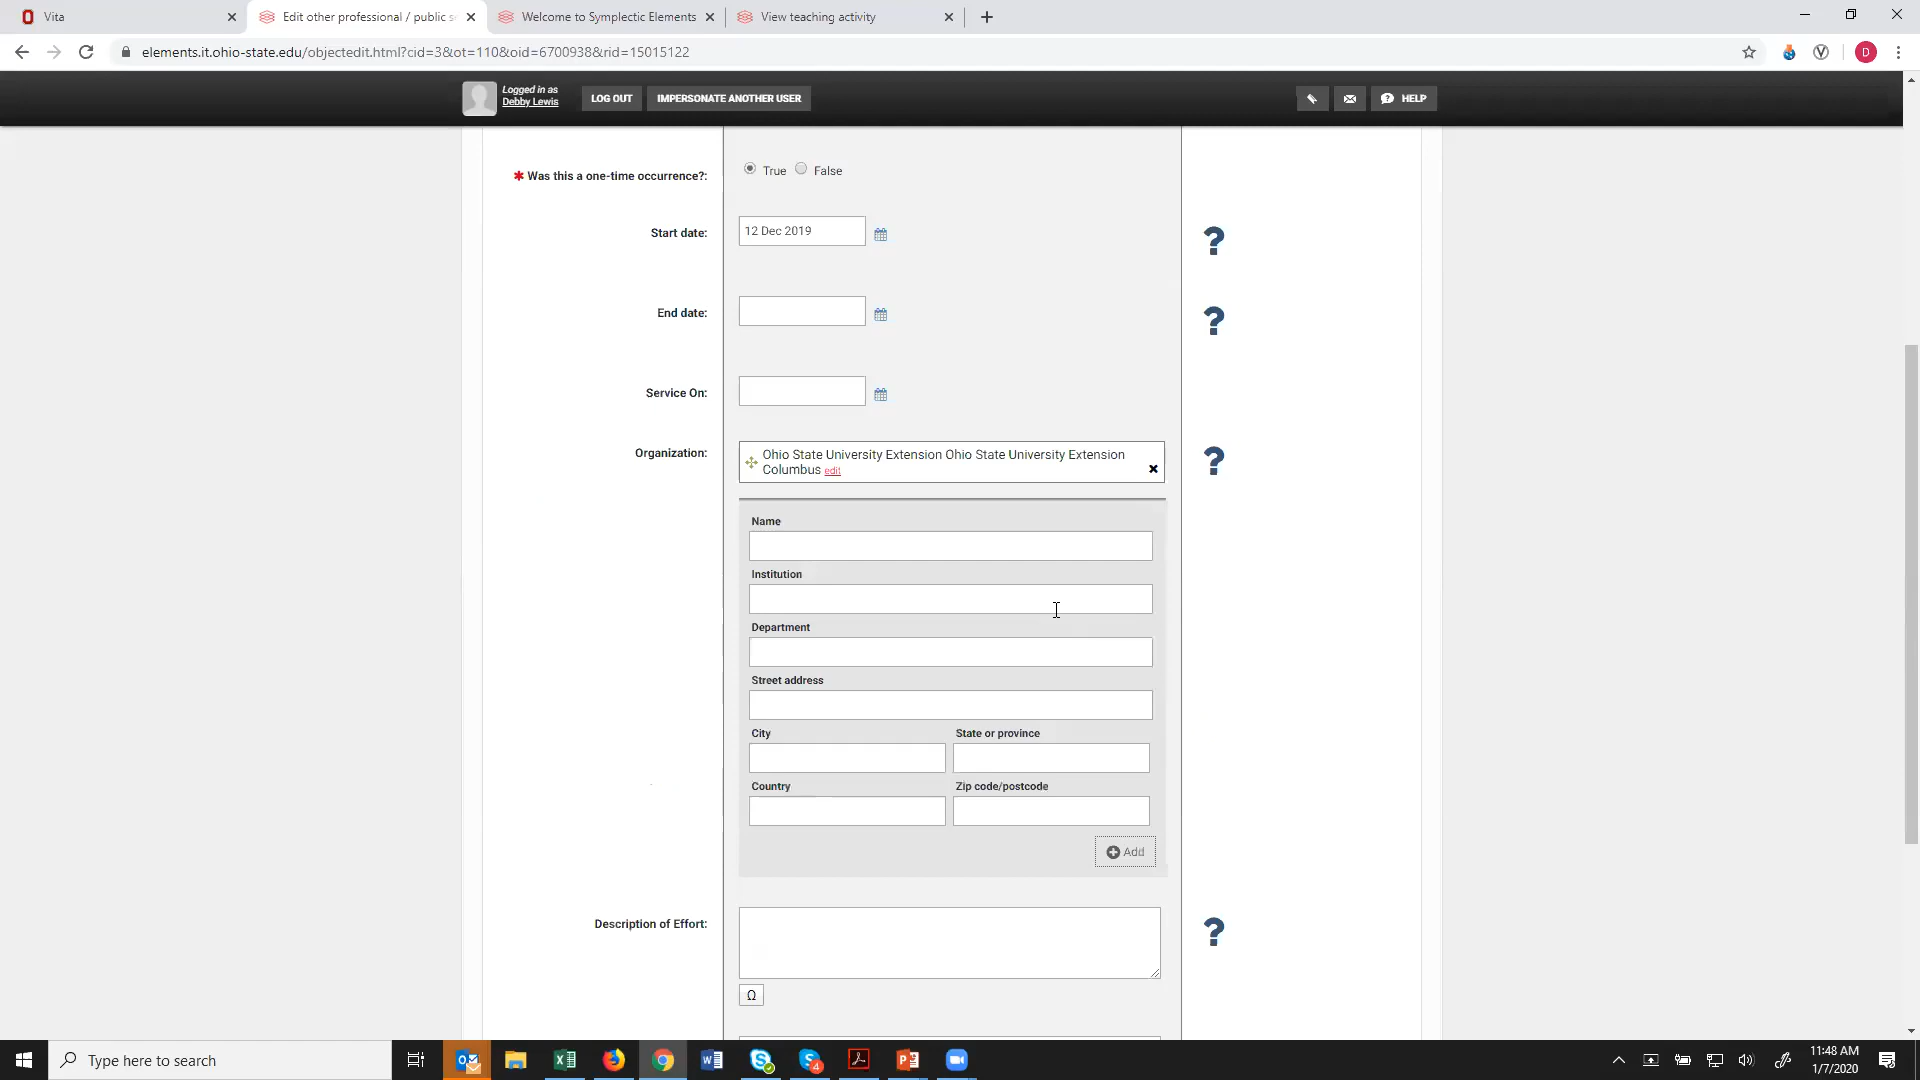 Vita
Edit other professional / public s
Welcome to Symplectic Elements
View teaching activity
elements.it.ohio-state.edu/objectedit.html?cid=3&ot=110&oid=6700938&rid=15015122
D
Logged in as
Debby Lewis
LOG OUT
IMPERSONATE ANOTHER USER
HELP
* Was this a one-time occurrence?:
True
False
Start date:
12 Dec 2019
?
End date:
?
Service On:
Organization:
Ohio State University Extension Ohio State University Extension
Columbus edit
?
Name
Institution
Department
Street address
City
State or province
Country
Zip code/postcode
Add
Description of Effort:
?
Ω
Type here to search
4
11:48 AM
1/7/2020